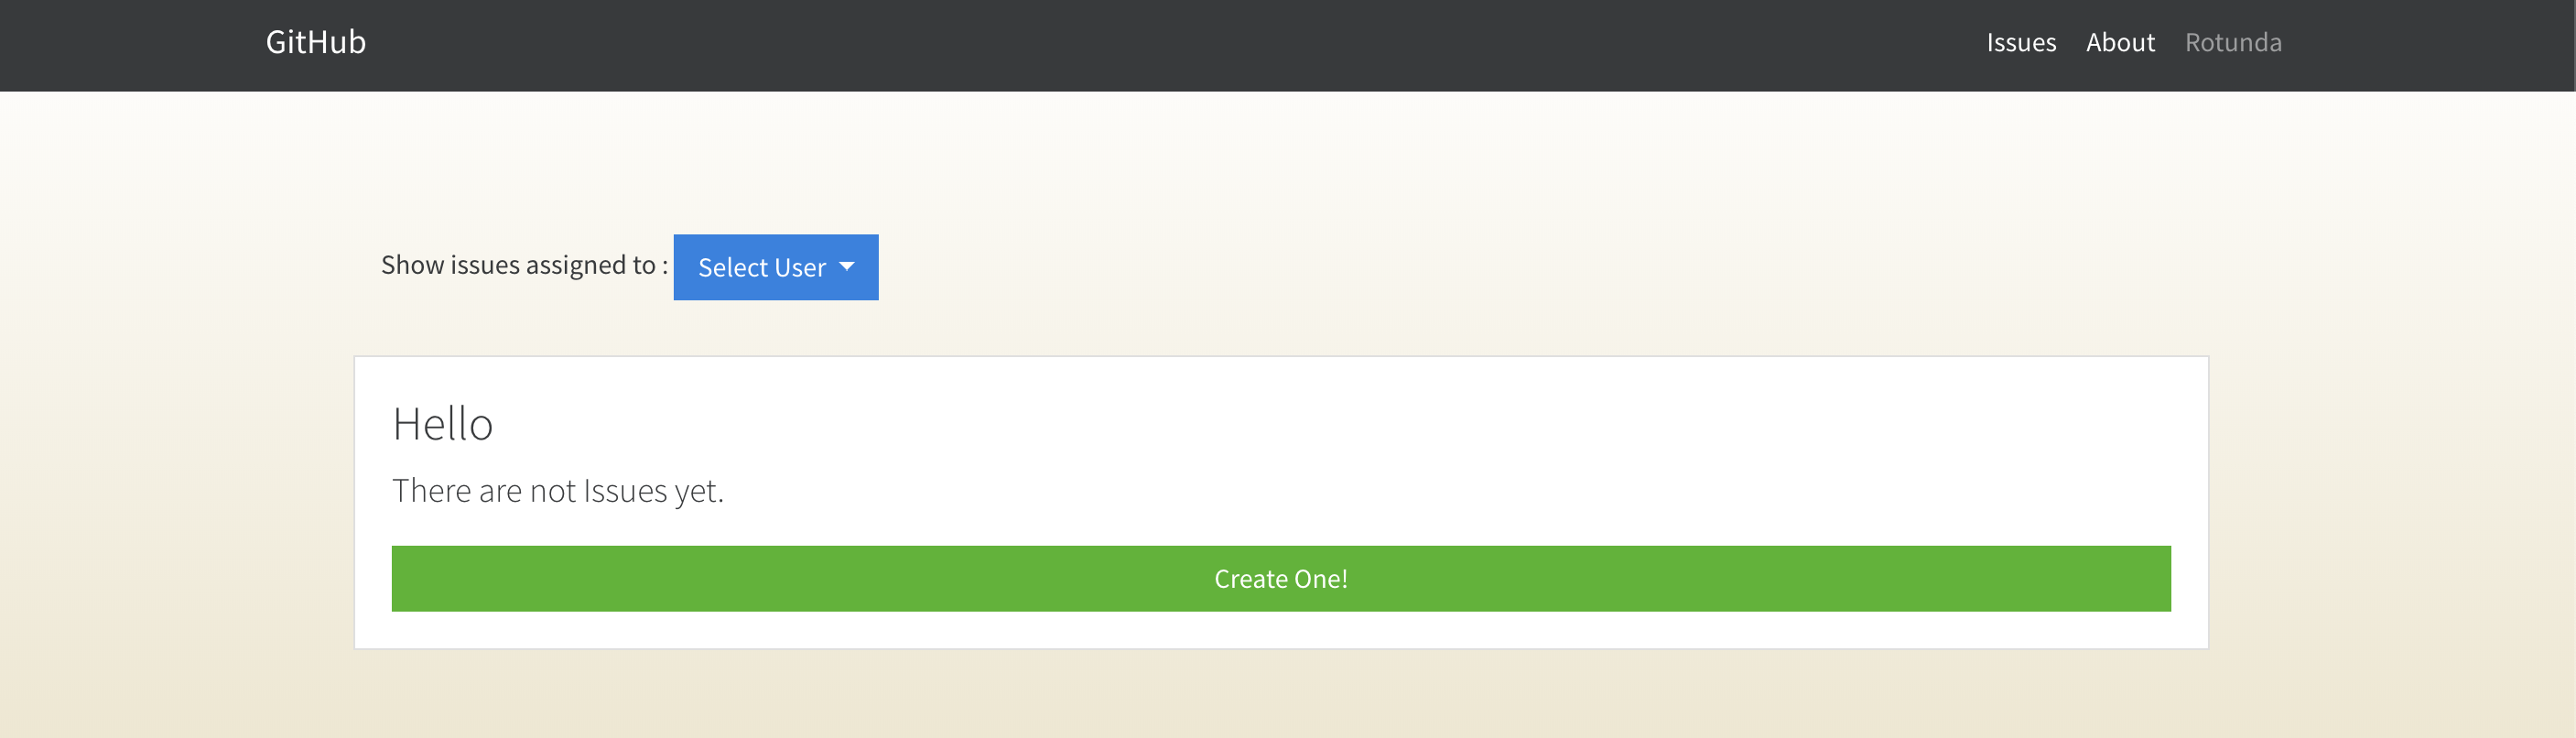 GitHub Issues About Rotunda
Show issues assigned to : Select User
Hello
There are not Issues yet.
Create One!